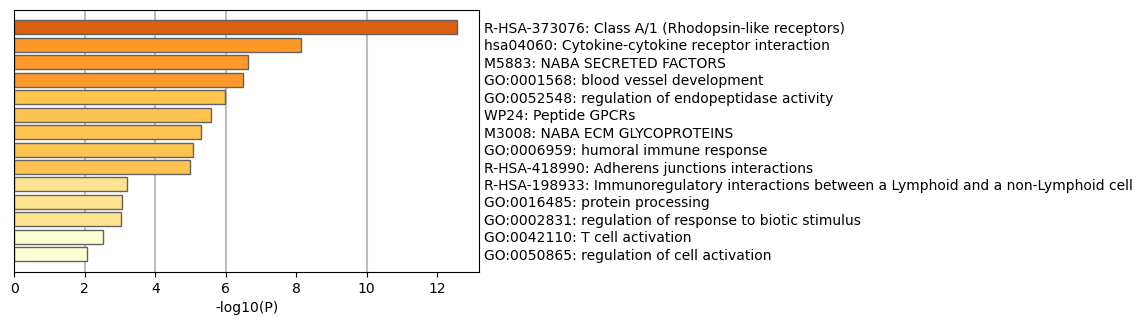 R-HSA-373076: Class A/1 (Rhodopsin-like receptors)
hsa04060: Cytokine-cytokine receptor interaction
M5883: NABA SECRETED FACTORS
GO:0001568: blood vessel development
GO:0052548: regulation of endopeptidase activity
WP24: Peptide GPCRs
M3008: NABA ECM GLYCOPROTEINS
GO:0006959: humoral immune response
R-HSA-418990: Adherens junctions interactions
R-HSA-198933: Immunoregulatory interactions between a Lymphoid and a non-Lymphoid cell
GO:0016485: protein processing
GO:0002831: regulation of response to biotic stimulus
GO:0042110: T cell activation
GO:0050865: regulation of cell activation
0 2 4 6 8 10 12
-log10(P)